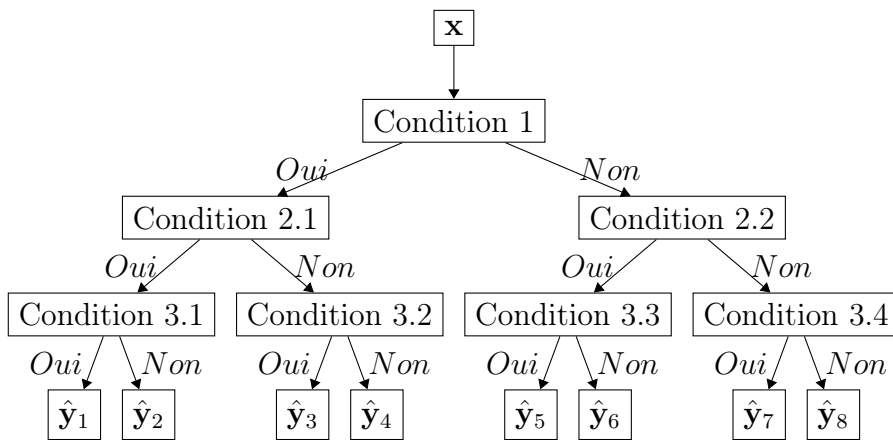 x
Condition 1
Oui Non
Condition 2.1 Condition 2.2
Oui Non Oui Non
Condition 3.1 Condition 3.2 Condition 3.3 Condition 3.4
Oui Non Oui Non Oui Non Oui Non
ŷ₁ ŷ₂ ŷ₃ ŷ₄ ŷ₅ ŷ₆ ŷ₇ ŷ₈